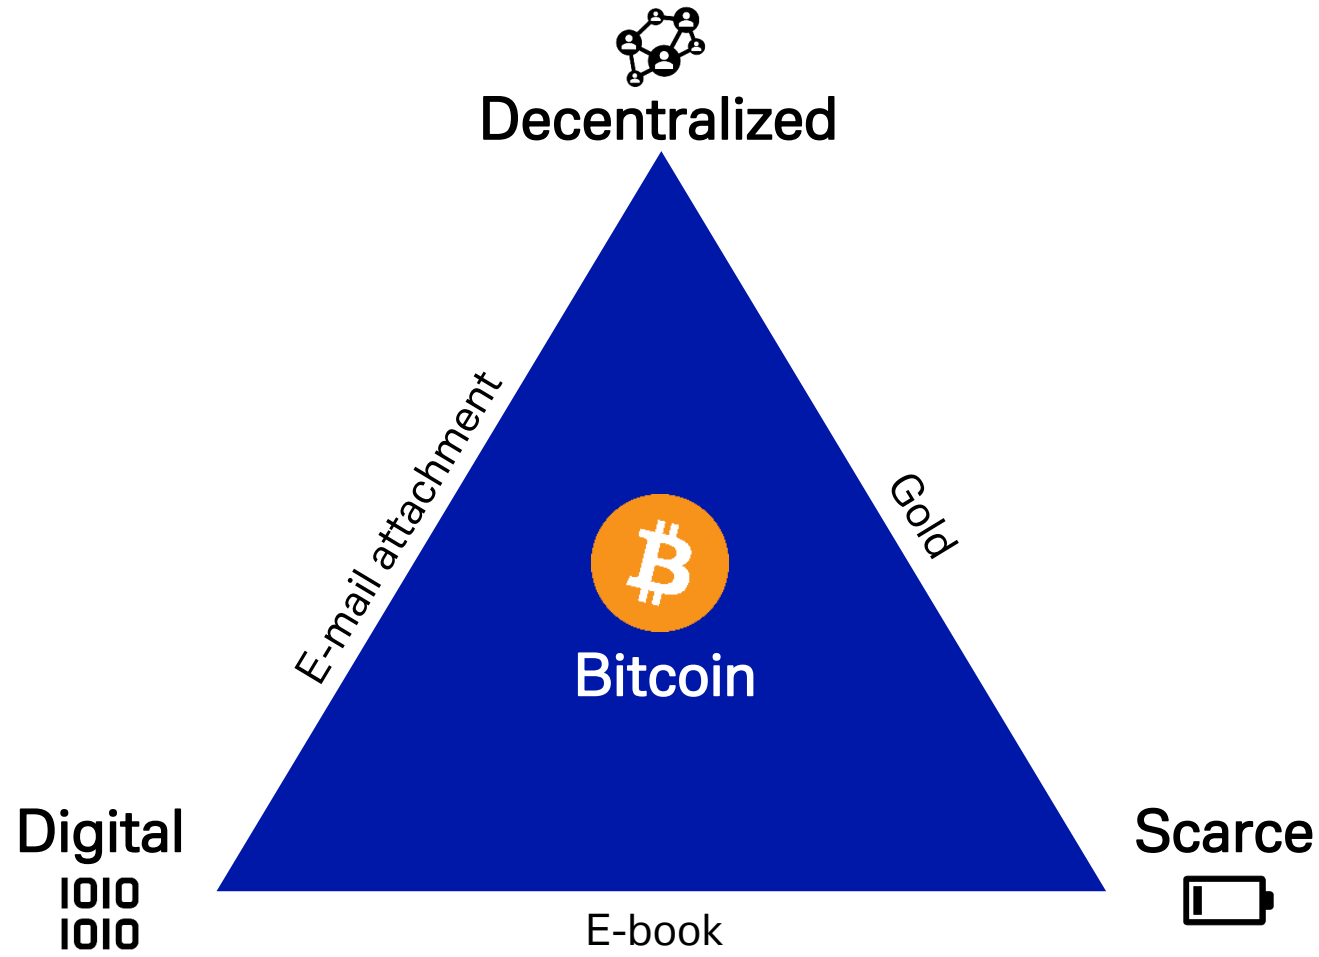 Decentralized
E-mail attachment
Gold
Bitcoin
Digital
1010
1010
Scarce
E-book